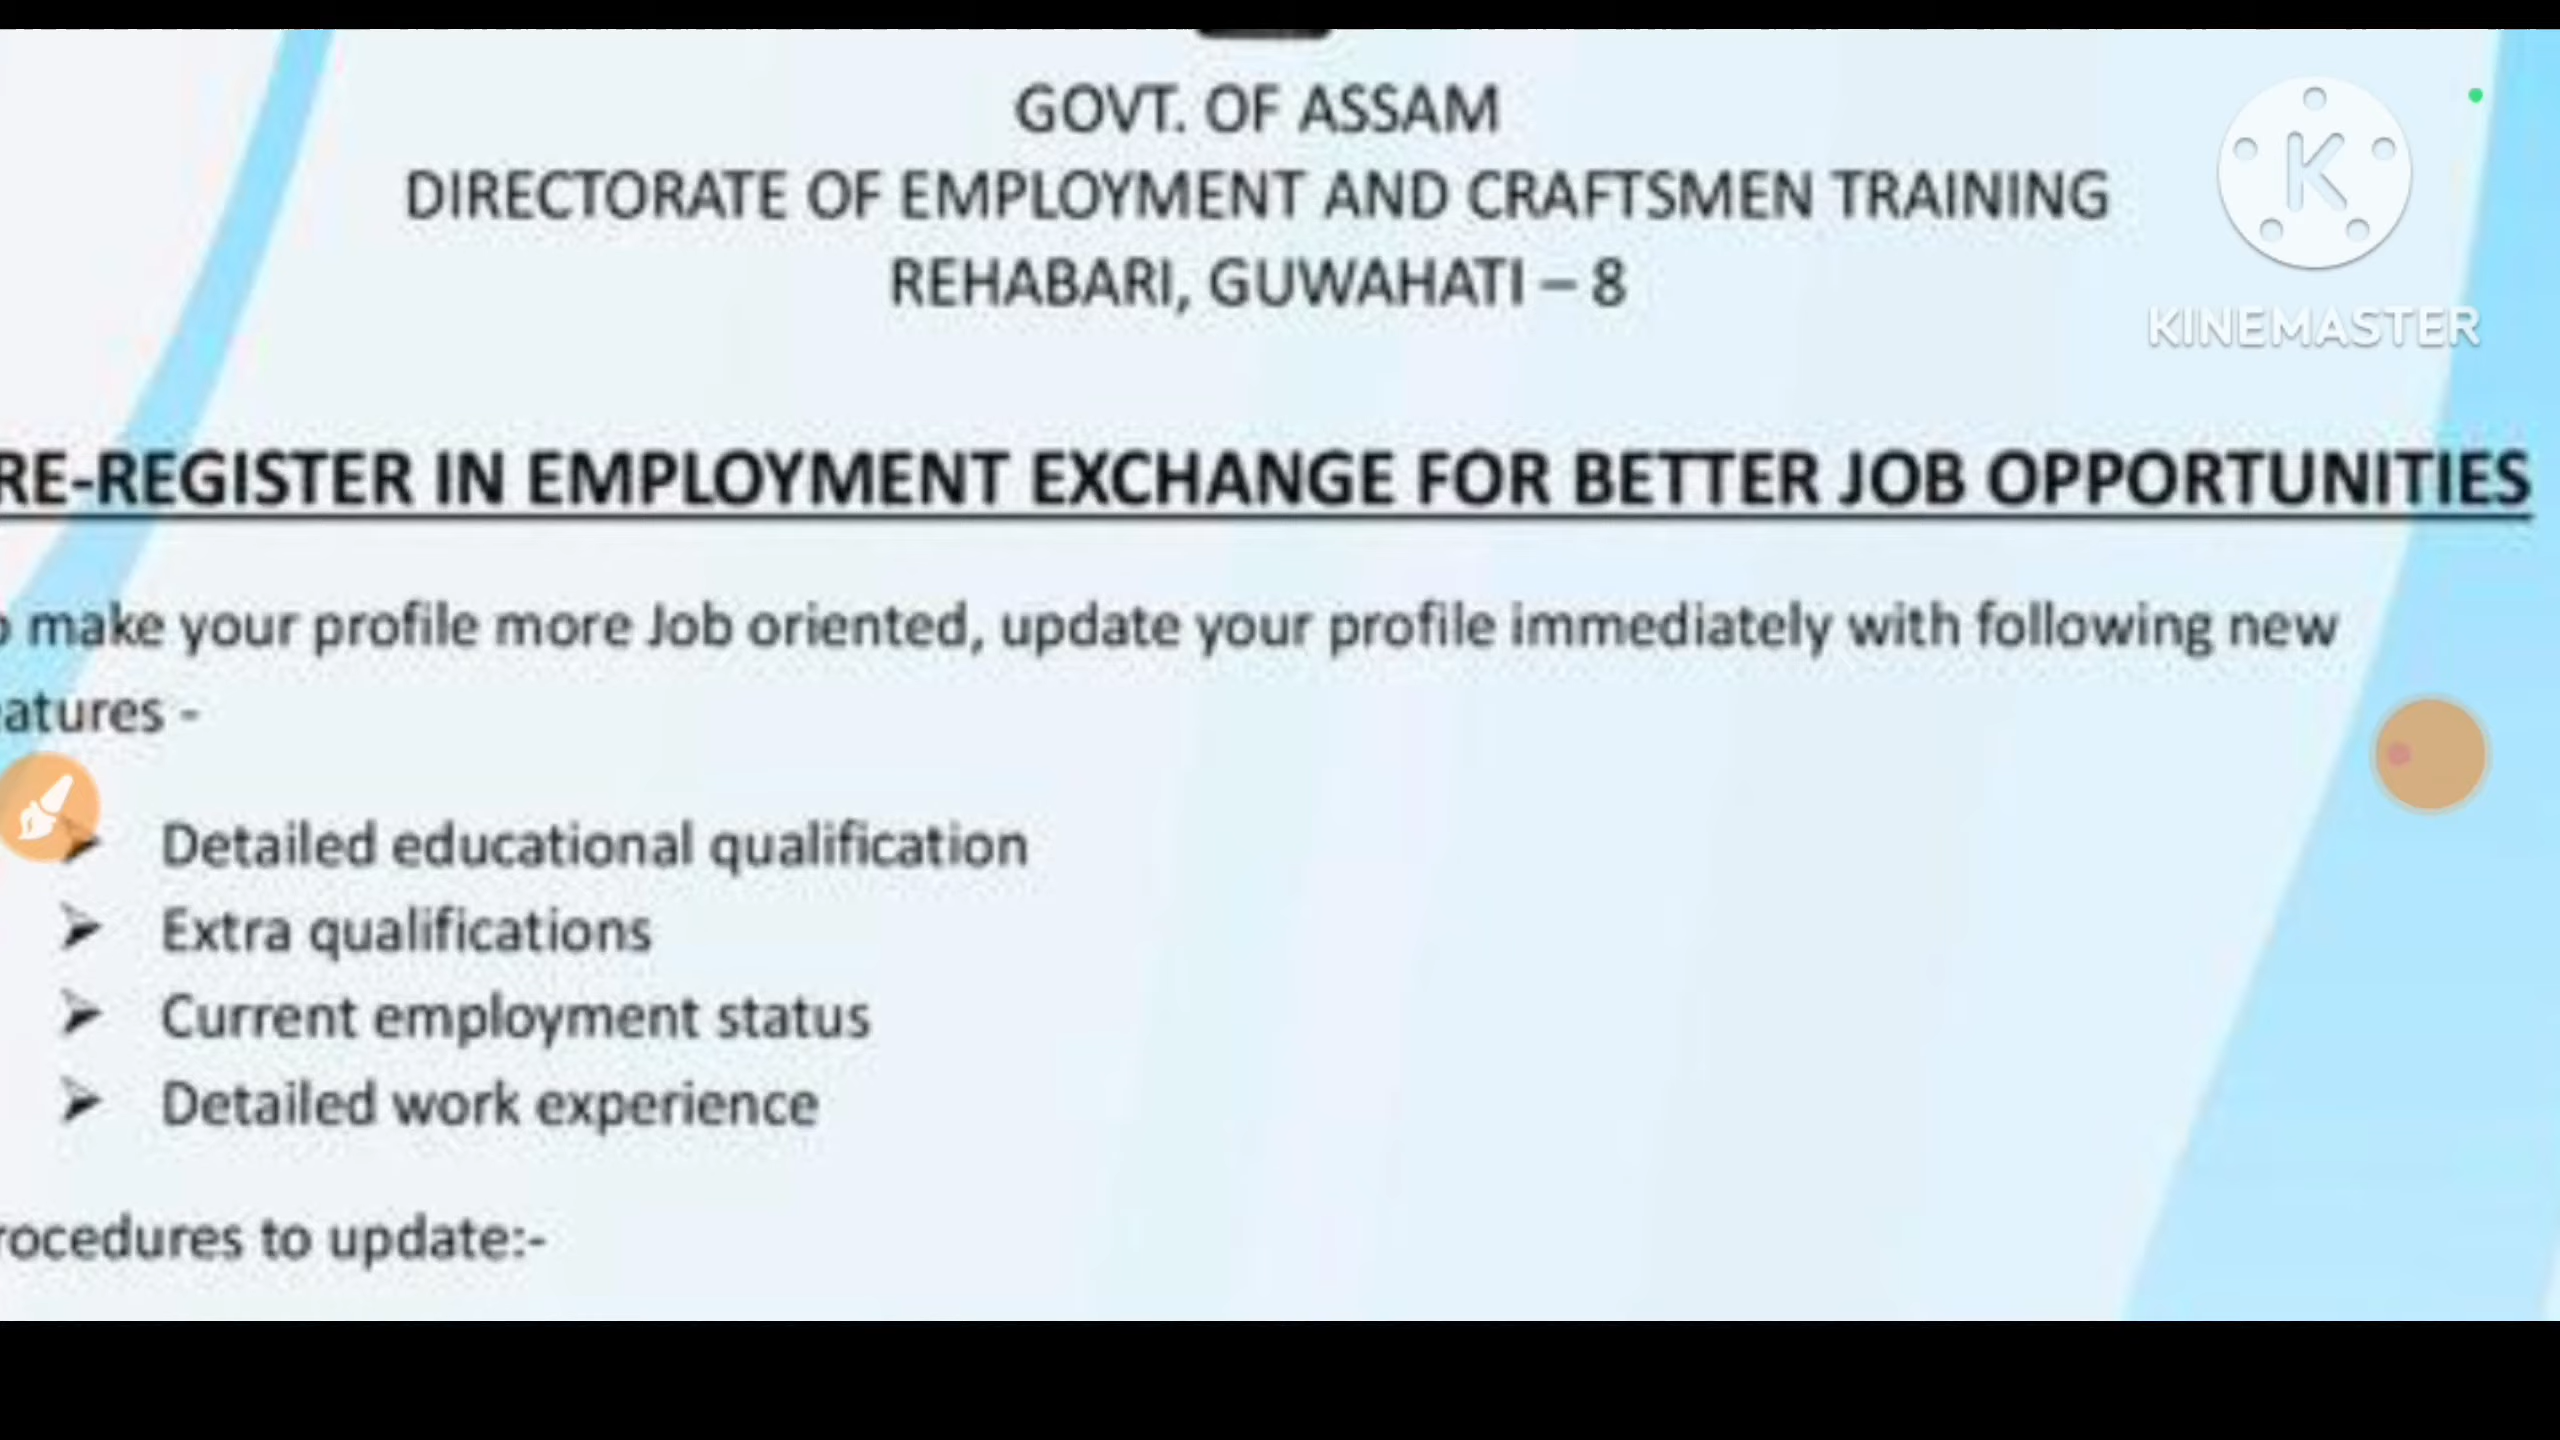 GOVT. OF ASSAM
DIRECTORATE OF EMPLOYMENT AND CRAFTSMEN TRAINING
REHABARI, GUWAHATI – 8
K
KINEMASTER
RE-REGISTER IN EMPLOYMENT EXCHANGE FOR BETTER JOB OPPORTUNITIES
o make your profile more Job oriented, update your profile immediately with following new
eatures -
➤ Detailed educational qualification
➤ Extra qualifications
➤ Current employment status
➤ Detailed work experience
rocedures to update:-